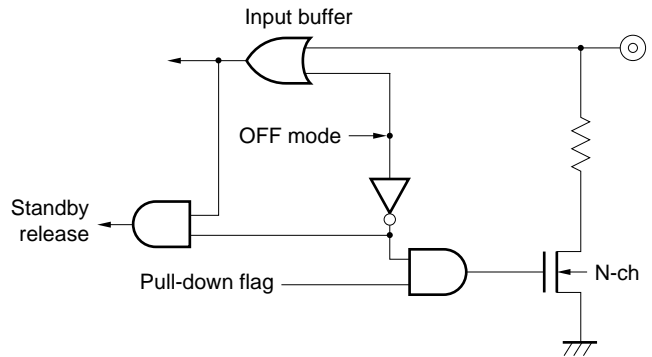 Input buffer
OFF mode
Standby
release
Pull-down flag
N-ch